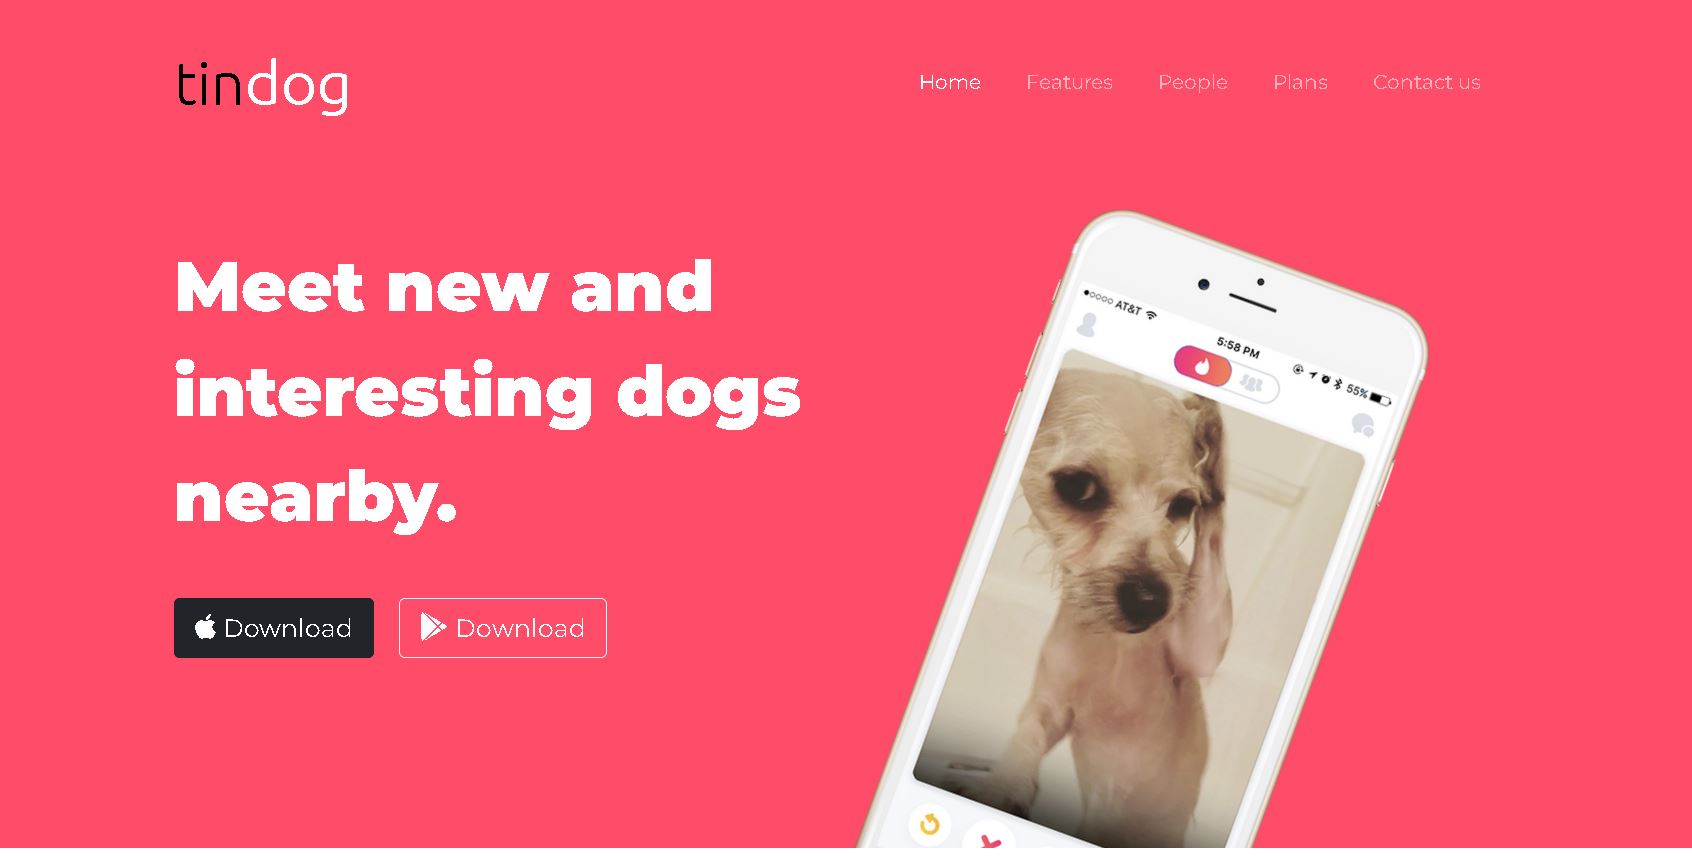 tindog
Home Features People Plans Contact us
Meet new and
interesting dogs
nearby.
Download Download
AT&T 5:58 PM 55%